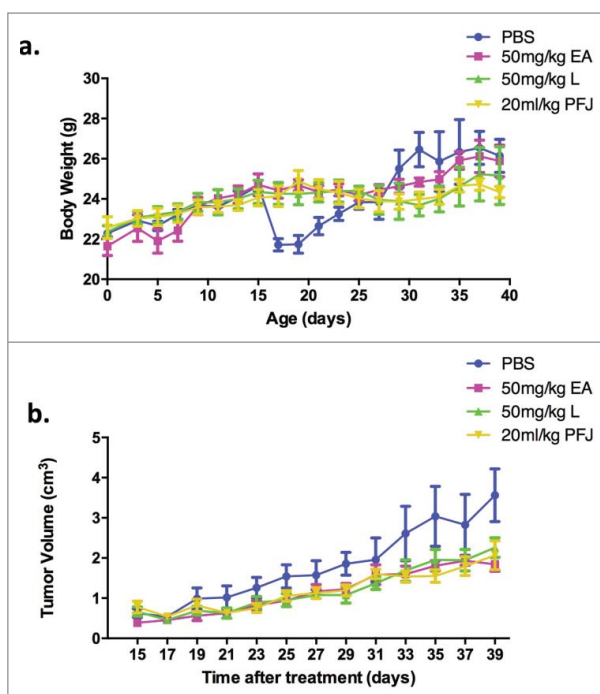 a.
PBS
50mg/kg EA
50mg/kg L
20ml/kg PFJ
Body Weight (g)
30
28
26
24
22
20
0 5 10 15 20 25 30 35 40
Age (days)
b.
PBS
50mg/kg EA
50mg/kg L
20ml/kg PFJ
Tumor Volume (cm³)
5
4
3
2
1
0
15 17 19 21 23 25 27 29 31 33 35 37 39
Time after treatment (days)